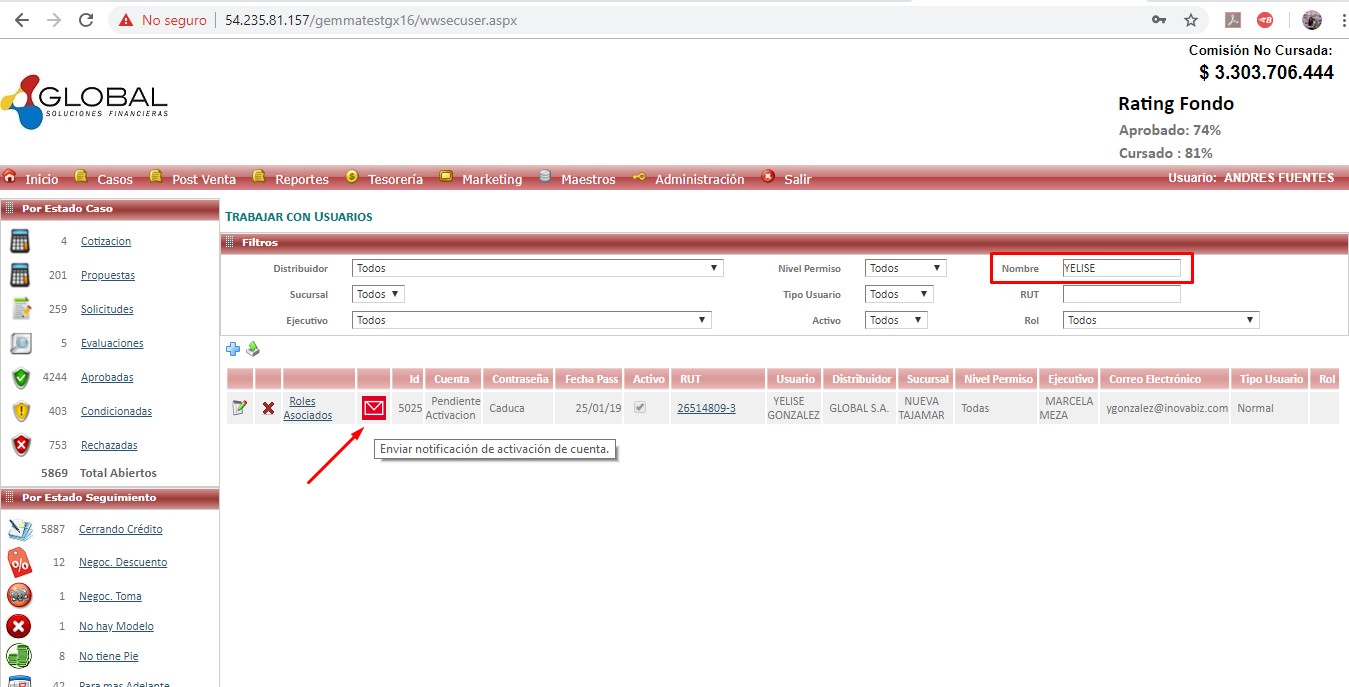 No seguro | 54.235.81.157/gemmatestgx16/wwsecuser.aspx
Comisión No Cursada:
$ 3.303.706.444
GLOBAL
SOLUCIONES FINANCIERAS
Rating Fondo
Aprobado: 74%
Cursado : 81%
Inicio Casos Post Venta Reportes Tesorería Marketing Maestros Administración Salir Usuario: ANDRES FUENTES
Por Estado Caso
4 Cotizacion
201 Propuestas
259 Solicitudes
5 Evaluaciones
4244 Aprobadas
403 Condicionadas
753 Rechazadas
5869 Total Abiertos
Por Estado Seguimiento
5887 Cerrando Crédito
12 Negoc. Descuento
1 Negoc. Toma
1 No hay Modelo
8 No tiene Pie
42 Para mas Adelante
TRABAJAR CON USUARIOS
Filtros
Distribuidor Todos Nivel Permiso Todos Nombre YELISE
Sucursal Todos Tipo Usuario Todos RUT
Ejecutivo Todos Activo Todos Rol Todos
Id Cuenta Contraseña Fecha Pass Activo RUT Usuario Distribuidor Sucursal Nivel Permiso Ejecutivo Correo Electrónico Tipo Usuario Rol
Roles Asociados 5025 Pendiente Activacion Caduca 25/01/19 26514809-3 YELISE GONZALEZ GLOBAL S.A. NUEVA TAJAMAR Todas MARCELA MEZA ygonzalez@inovabiz.com Normal
Enviar notificación de activación de cuenta.